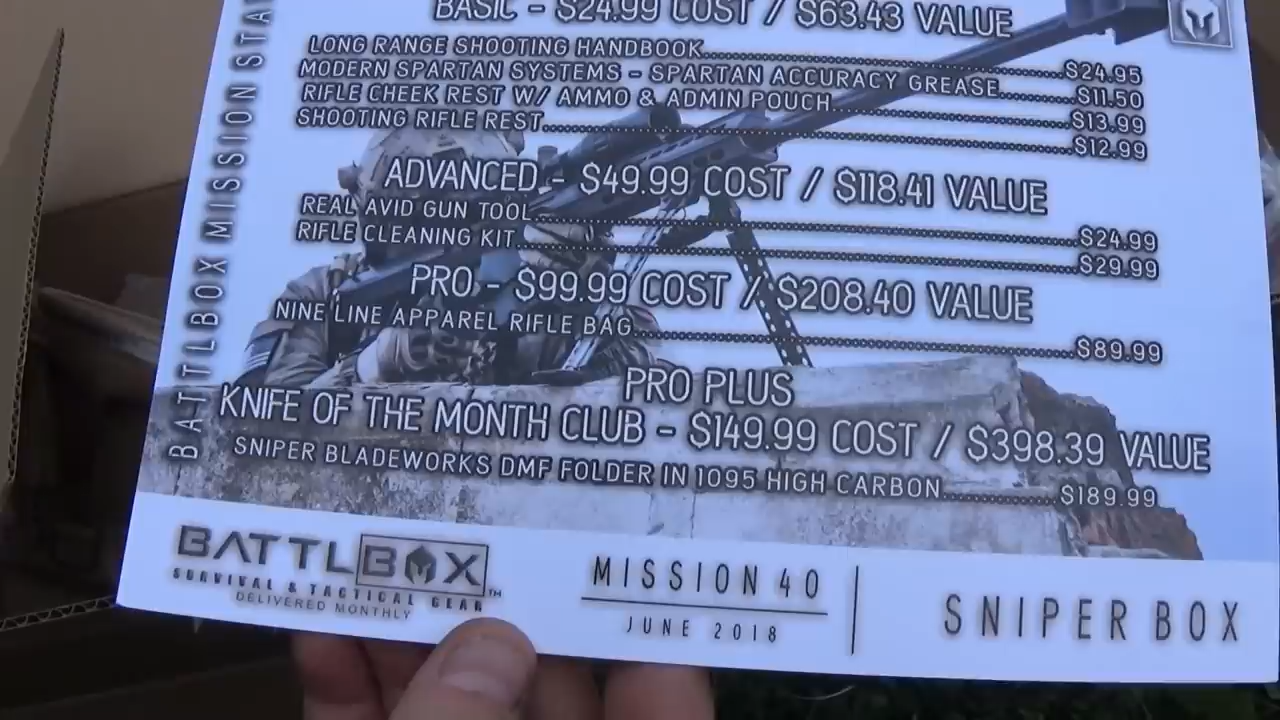 BASIC - $24.99 COST / $63.43 VALUE
LONG RANGE SHOOTING HANDBOOK $24.95
MODERN SPARTAN SYSTEMS - SPARTAN ACCURACY GREASE $11.50
RIFLE CHEEK REST W/ AMMO & ADMIN POUCH $13.99
SHOOTING RIFLE REST $12.99
ADVANCED - $49.99 COST / $118.41 VALUE
REAL AVID GUN TOOL $24.99
RIFLE CLEANING KIT $29.99
PRO - $99.99 COST / $208.40 VALUE
NINE LINE APPAREL RIFLE BAG $89.99
PRO PLUS
KNIFE OF THE MONTH CLUB - $149.99 COST / $398.39 VALUE
SNIPER BLADEWORKS DMF FOLDER IN 1095 HIGH CARBON $189.99
BATTLBOX MISSION
BATTLBOX™
SURVIVAL & TACTICAL GEAR
DELIVERED MONTHLY
MISSION 40
JUNE 2018
SNIPER BOX